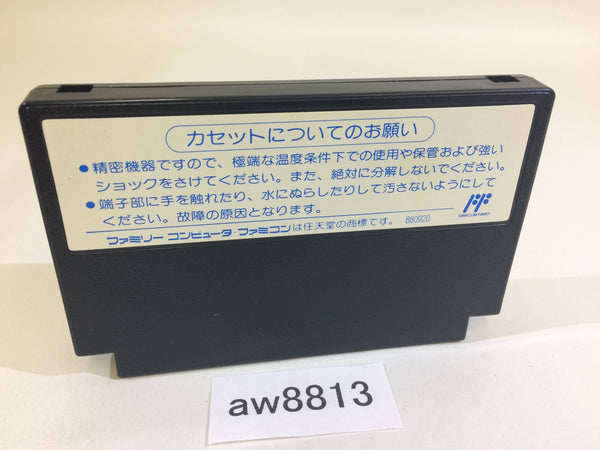 カセットについてのお願い
●精密機器ですので、極端な温度条件下での使用や保管および強い
ショックをさけてください。また、絶対に分解しないでください。
●端子部に手を触れたり、水にぬらしたりして汚さないようにして
ください。故障の原因となります。
ファミリー コンピュータ・ファミコンは任天堂の商標です。 880920
FAMICOM FAMILY
aw8813